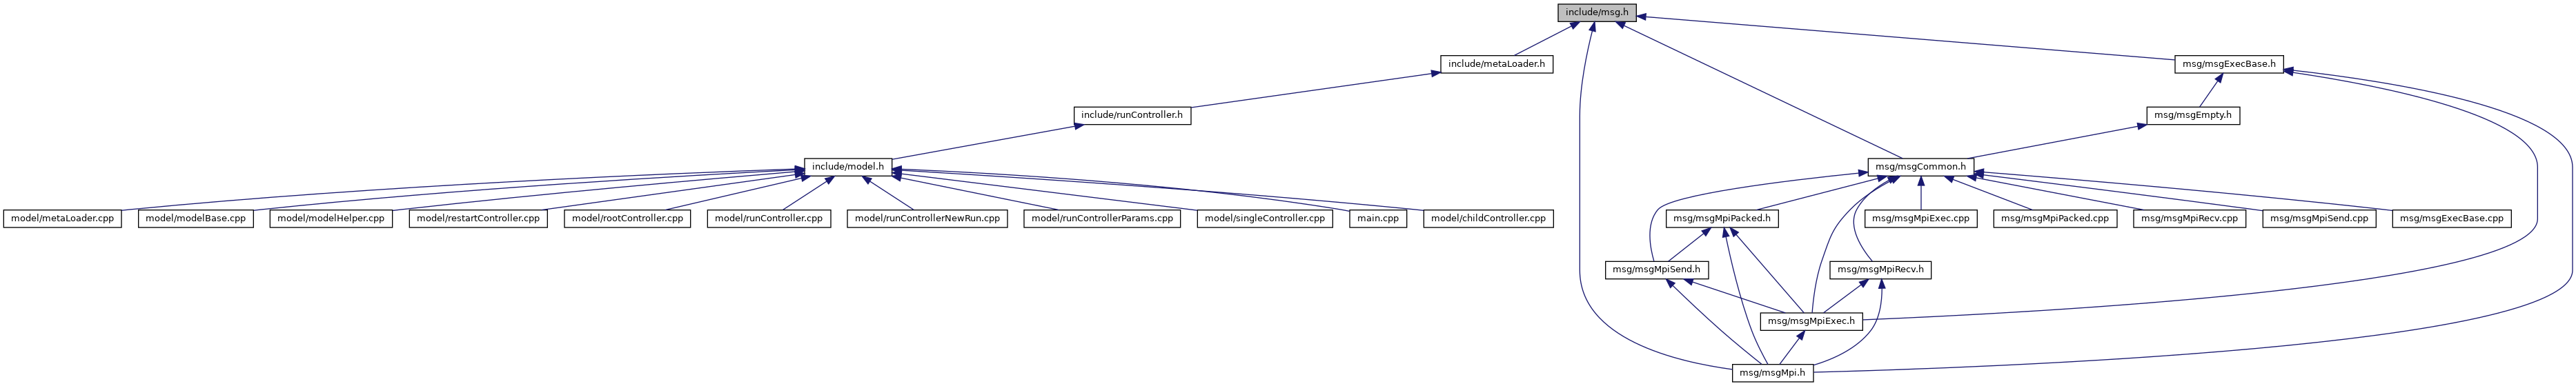 include/msg.h
include/metaLoader.h
msg/msgExecBase.h
include/runController.h
msg/msgEmpty.h
include/model.h
msg/msgCommon.h
model/metaLoader.cpp
model/modelBase.cpp
model/modelHelper.cpp
model/restartController.cpp
model/rootController.cpp
model/runController.cpp
model/runControllerNewRun.cpp
model/runControllerParams.cpp
model/singleController.cpp
main.cpp
model/childController.cpp
msg/msgMpiPacked.h
msg/msgMpiExec.cpp
msg/msgMpiPacked.cpp
msg/msgMpiRecv.cpp
msg/msgMpiSend.cpp
msg/msgExecBase.cpp
msg/msgMpiSend.h
msg/msgMpiRecv.h
msg/msgMpiExec.h
msg/msgMpi.h